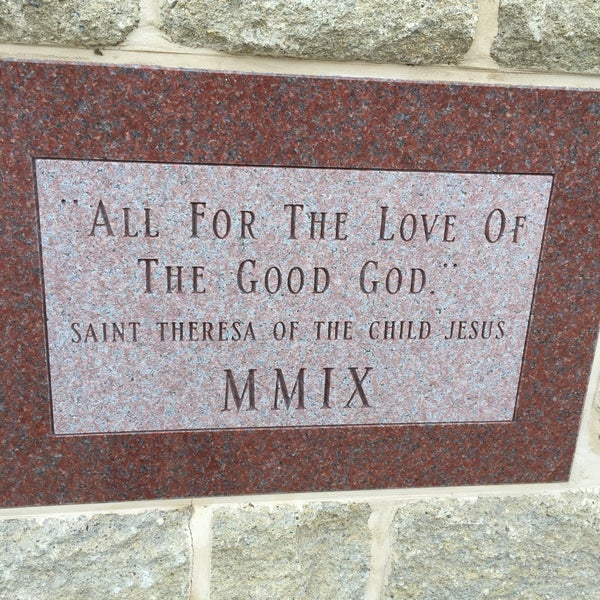 "All For The Love Of
The Good God."
SAINT THERESA OF THE CHILD JESUS
MMIX